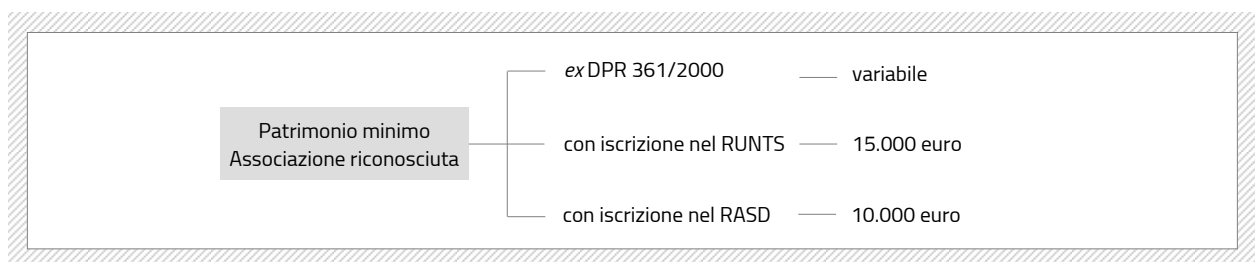 Patrimonio minimo
Associazione riconosciuta
ex DPR 361/2000
variabile
con iscrizione nel RUNTS
15.000 euro
con iscrizione nel RASD
10.000 euro